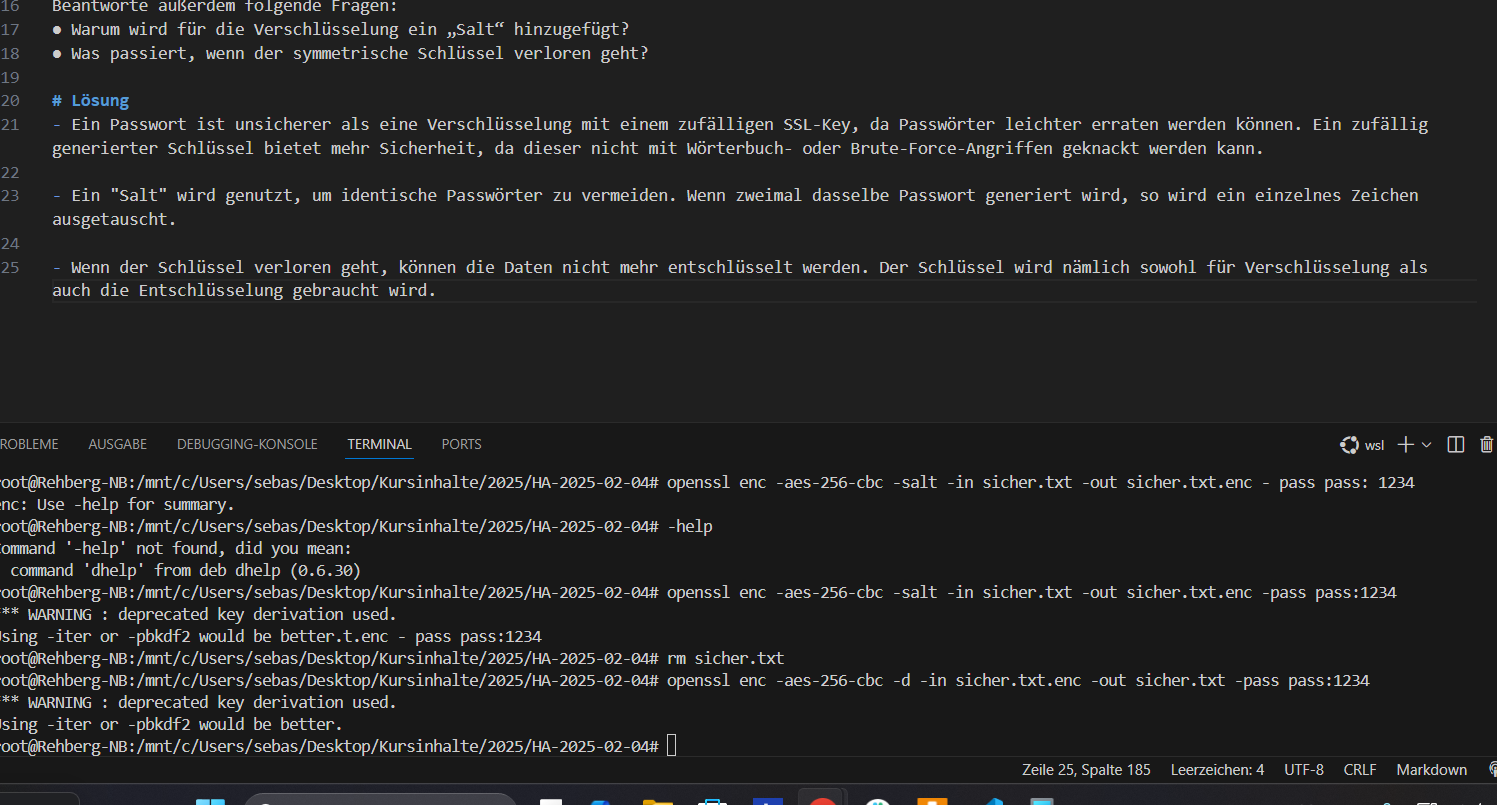 16 Beantworte außerdem folgende Fragen:
17 ● Warum wird für die Verschlüsselung ein „Salt“ hinzugefügt?
18 ● Was passiert, wenn der symmetrische Schlüssel verloren geht?
19
20 # Lösung
21 - Ein Passwort ist unsicherer als eine Verschlüsselung mit einem zufälligen SSL-Key, da Passwörter leichter erraten werden können. Ein zufällig
generierter Schlüssel bietet mehr Sicherheit, da dieser nicht mit Wörterbuch- oder Brute-Force-Angriffen geknackt werden kann.
22
23 - Ein "Salt" wird genutzt, um identische Passwörter zu vermeiden. Wenn zweimal dasselbe Passwort generiert wird, so wird ein einzelnes Zeichen
ausgetauscht.
24
25 - Wenn der Schlüssel verloren geht, können die Daten nicht mehr entschlüsselt werden. Der Schlüssel wird nämlich sowohl für Verschlüsselung als
auch die Entschlüsselung gebraucht wird.
ROBLEME AUSGABE DEBUGGING-KONSOLE TERMINAL PORTS wsl
oot@Rehberg-NB:/mnt/c/Users/sebas/Desktop/Kursinhalte/2025/HA-2025-02-04# openssl enc -aes-256-cbc -salt -in sicher.txt -out sicher.txt.enc - pass pass: 1234
enc: Use -help for summary.
oot@Rehberg-NB:/mnt/c/Users/sebas/Desktop/Kursinhalte/2025/HA-2025-02-04# -help
ommand '-help' not found, did you mean:
command 'dhelp' from deb dhelp (0.6.30)
oot@Rehberg-NB:/mnt/c/Users/sebas/Desktop/Kursinhalte/2025/HA-2025-02-04# openssl enc -aes-256-cbc -salt -in sicher.txt -out sicher.txt.enc -pass pass:1234
** WARNING : deprecated key derivation used.
sing -iter or -pbkdf2 would be better.t.enc - pass pass:1234
oot@Rehberg-NB:/mnt/c/Users/sebas/Desktop/Kursinhalte/2025/HA-2025-02-04# rm sicher.txt
oot@Rehberg-NB:/mnt/c/Users/sebas/Desktop/Kursinhalte/2025/HA-2025-02-04# openssl enc -aes-256-cbc -d -in sicher.txt.enc -out sicher.txt -pass pass:1234
** WARNING : deprecated key derivation used.
sing -iter or -pbkdf2 would be better.
oot@Rehberg-NB:/mnt/c/Users/sebas/Desktop/Kursinhalte/2025/HA-2025-02-04#
Zeile 25, Spalte 185 Leerzeichen: 4 UTF-8 CRLF Markdown